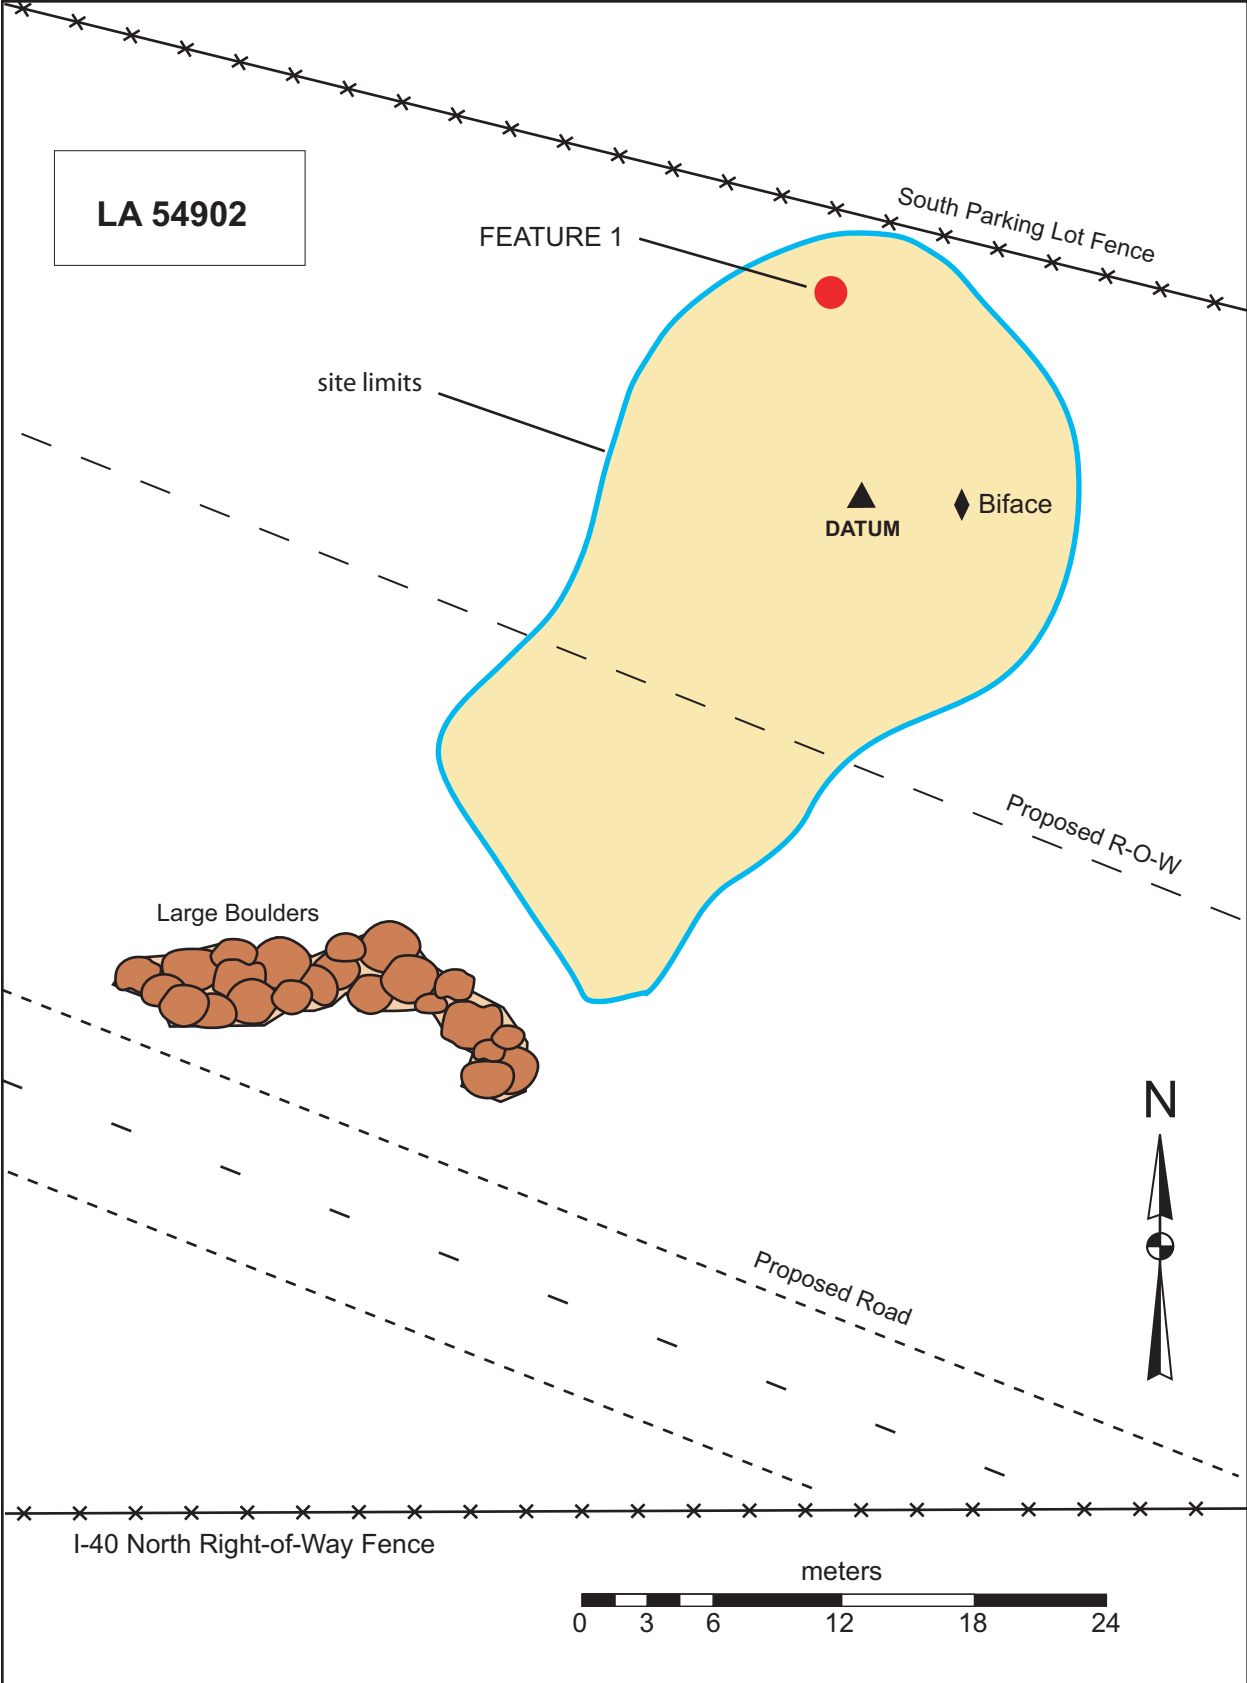 LA 54902
South Parking Lot Fence
FEATURE 1
site limits
DATUM
Biface
Proposed R-O-W
Large Boulders
N
Proposed Road
I-40 North Right-of-Way Fence
meters
0 3 6 12 18 24